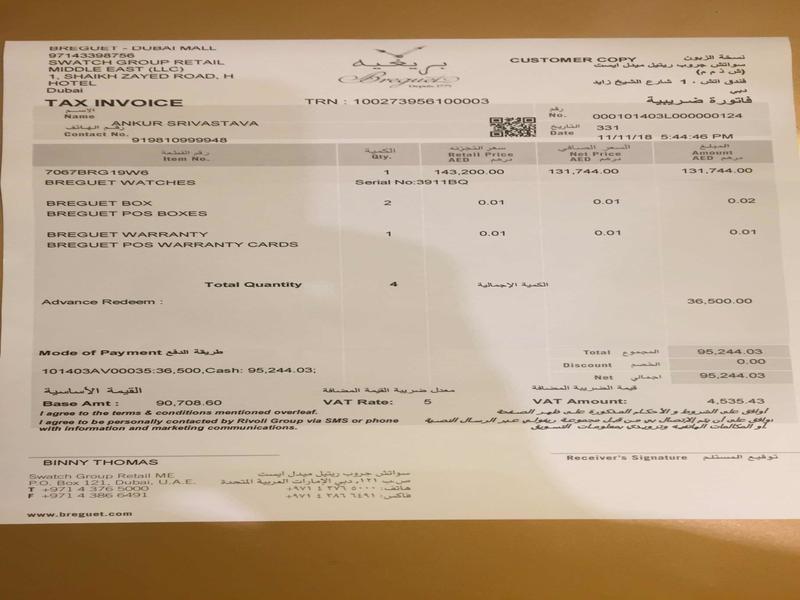 BREGUET - DUBAI MALL
97143398756
SWATCH GROUP RETAIL
MIDDLE EAST (LLC)
1, SHAIKH ZAYED ROAD, H
HOTEL
Dubai
بريغيه
Breguet
Depuis 1775
CUSTOMER COPY نسخة الزبون
سواتش جروب ريتيل ميدل ايست
(ش ذ م م)
فندق اتش ، 1 شارع الشيخ زايد
دبي
TAX INVOICE
TRN : 100273956100003
فاتورة ضريبية
الاسم
Name ANKUR SRIVASTAVA
رقم الهاتف
Contact No. 919810999948
رقم
No. 000101403L000000124
التاريخ 331
Date 11/11/18 5:44:46 PM
رقم القطعة الكمية سعر التجزئة السعر الصافي المبلغ
Item No. Qty. Retail Price Net Price Amount
AED درهم AED درهم AED درهم
7067BRG19W6 1 143,200.00 131,744.00 131,744.00
BREGUET WATCHES Serial No:3911BQ
BREGUET BOX 2 0.01 0.01 0.02
BREGUET POS BOXES
BREGUET WARRANTY 1 0.01 0.01 0.01
BREGUET POS WARRANTY CARDS
Total Quantity 4 الكمية الاجمالية
Advance Redeem : 36,500.00
Mode of Payment طريقة الدفع
Total المجموع 95,244.03
Discount الخصم 0.00
Net اجمالي 95,244.03
101403AV00035:36,500,Cash: 95,244.03;
القيمة الأساسية معدل ضريبة القيمة المضافة قيمة الضريبة المضافة
Base Amt : 90,708.60 VAT Rate: 5 VAT Amount: 4,535.43
I agree to the terms & conditions mentioned overleaf.
I agree to be personally contacted by Rivoli Group via SMS or phone
with information and marketing communications.
اوافق على الشروط و الأحكام المذكورة على ظهر الصفحة
اوافق على ان يتم الإتصال بي من قبل مجموعة ريفولي عبر الرسائل النصية
او المكالمات الهاتفية وتزويدي بمعلومات التسويق
BINNY THOMAS
Receiver's Signature توقيع المستلم
Swatch Group Retail ME
P.O. Box 121, Dubai, U.A.E.
T +971 4 376 5000
F +971 4 386 6491
سواتش جروب ريتيل ميدل ايست
ص.ب ١٢١, دبي الإمارات العربية المتحدة
هاتف: ٥٠٠٠ ٣٧٦ ٤ ٩٧١+
فاكس: ٦٤٩١ ٣٨٦ ٤ ٩٧١+
www.breguet.com